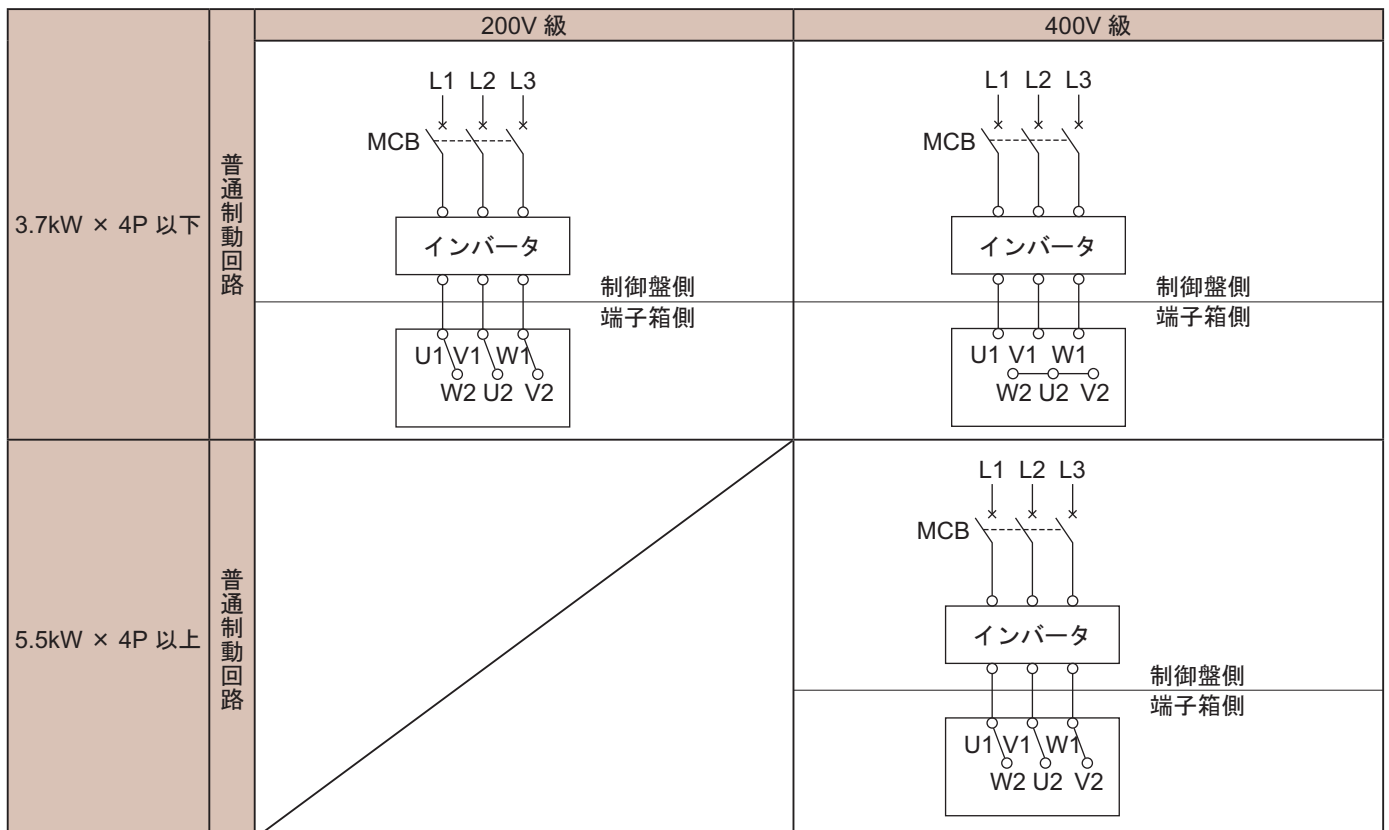 200V 級
400V 級
3.7kW × 4P 以下
普通制動回路
L1 L2 L3
MCB
インバータ
制御盤側
端子箱側
U1 V1 W1
W2 U2 V2
L1 L2 L3
MCB
インバータ
制御盤側
端子箱側
U1 V1 W1
W2 U2 V2
5.5kW × 4P 以上
普通制動回路
L1 L2 L3
MCB
インバータ
制御盤側
端子箱側
U1 V1 W1
W2 U2 V2